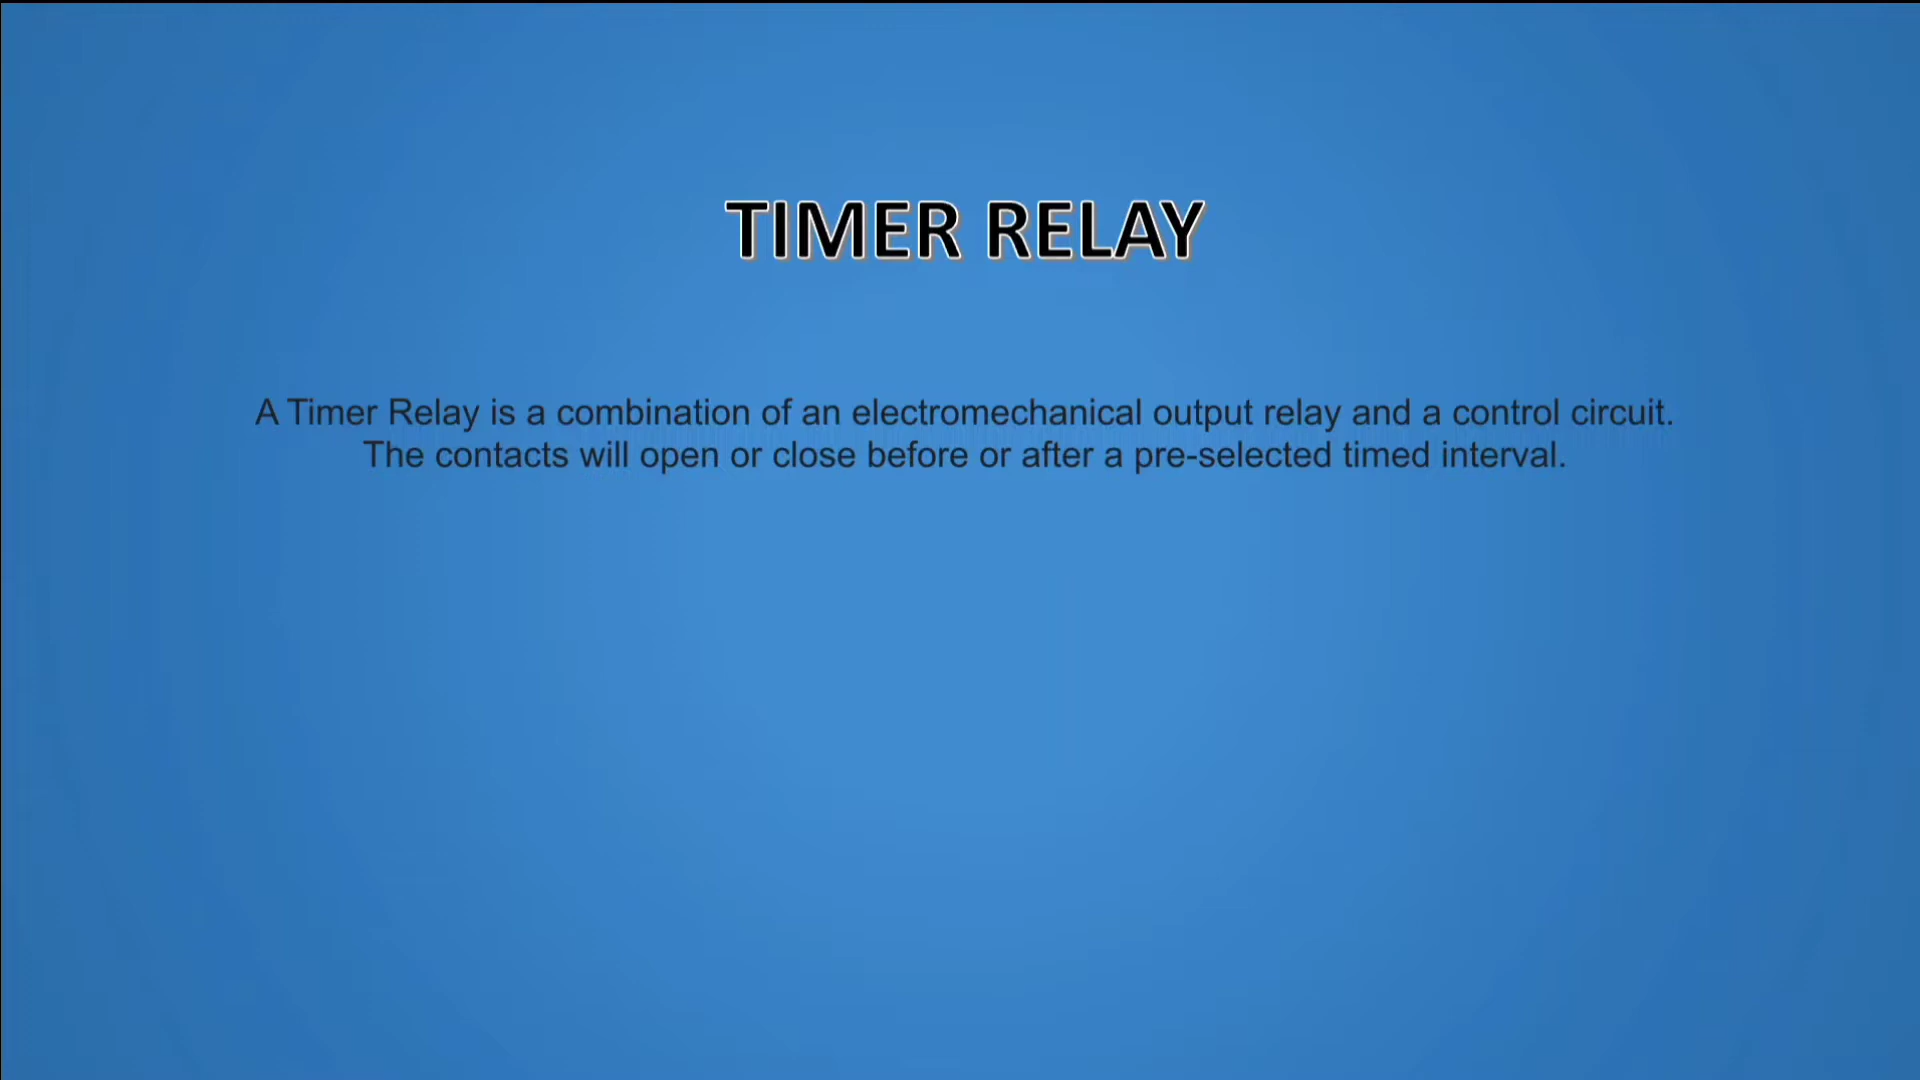 TIMER RELAY
A Timer Relay is a combination of an electromechanical output relay and a control circuit.
The contacts will open or close before or after a pre-selected timed interval.